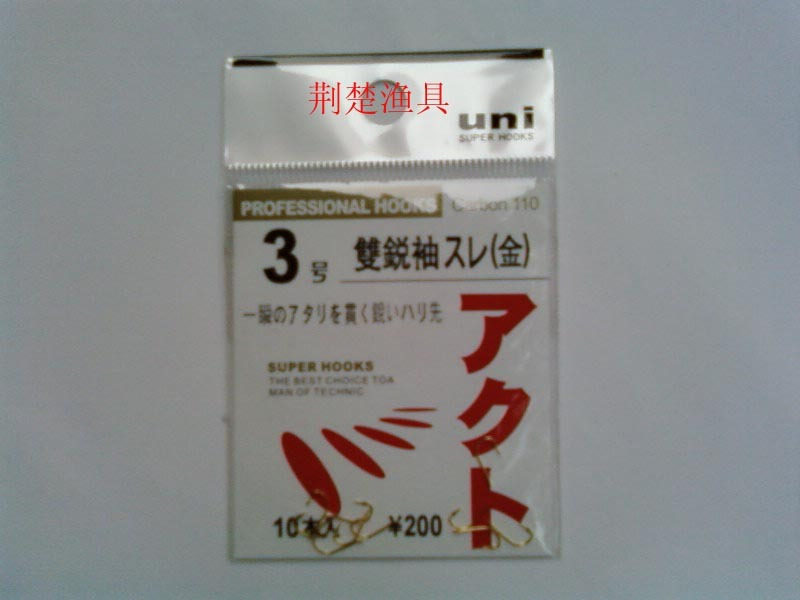 荆楚渔具
uni
SUPER HOOKS
PROFESSIONAL HOOKS
Carbon 110
3号
雙鋭袖スレ(金)
一瞬のアタリを貫く鋭いハリ先
アクト
SUPER HOOKS
THE BEST CHOICE TOA
MAN OF TECHNIC
10本入
¥200